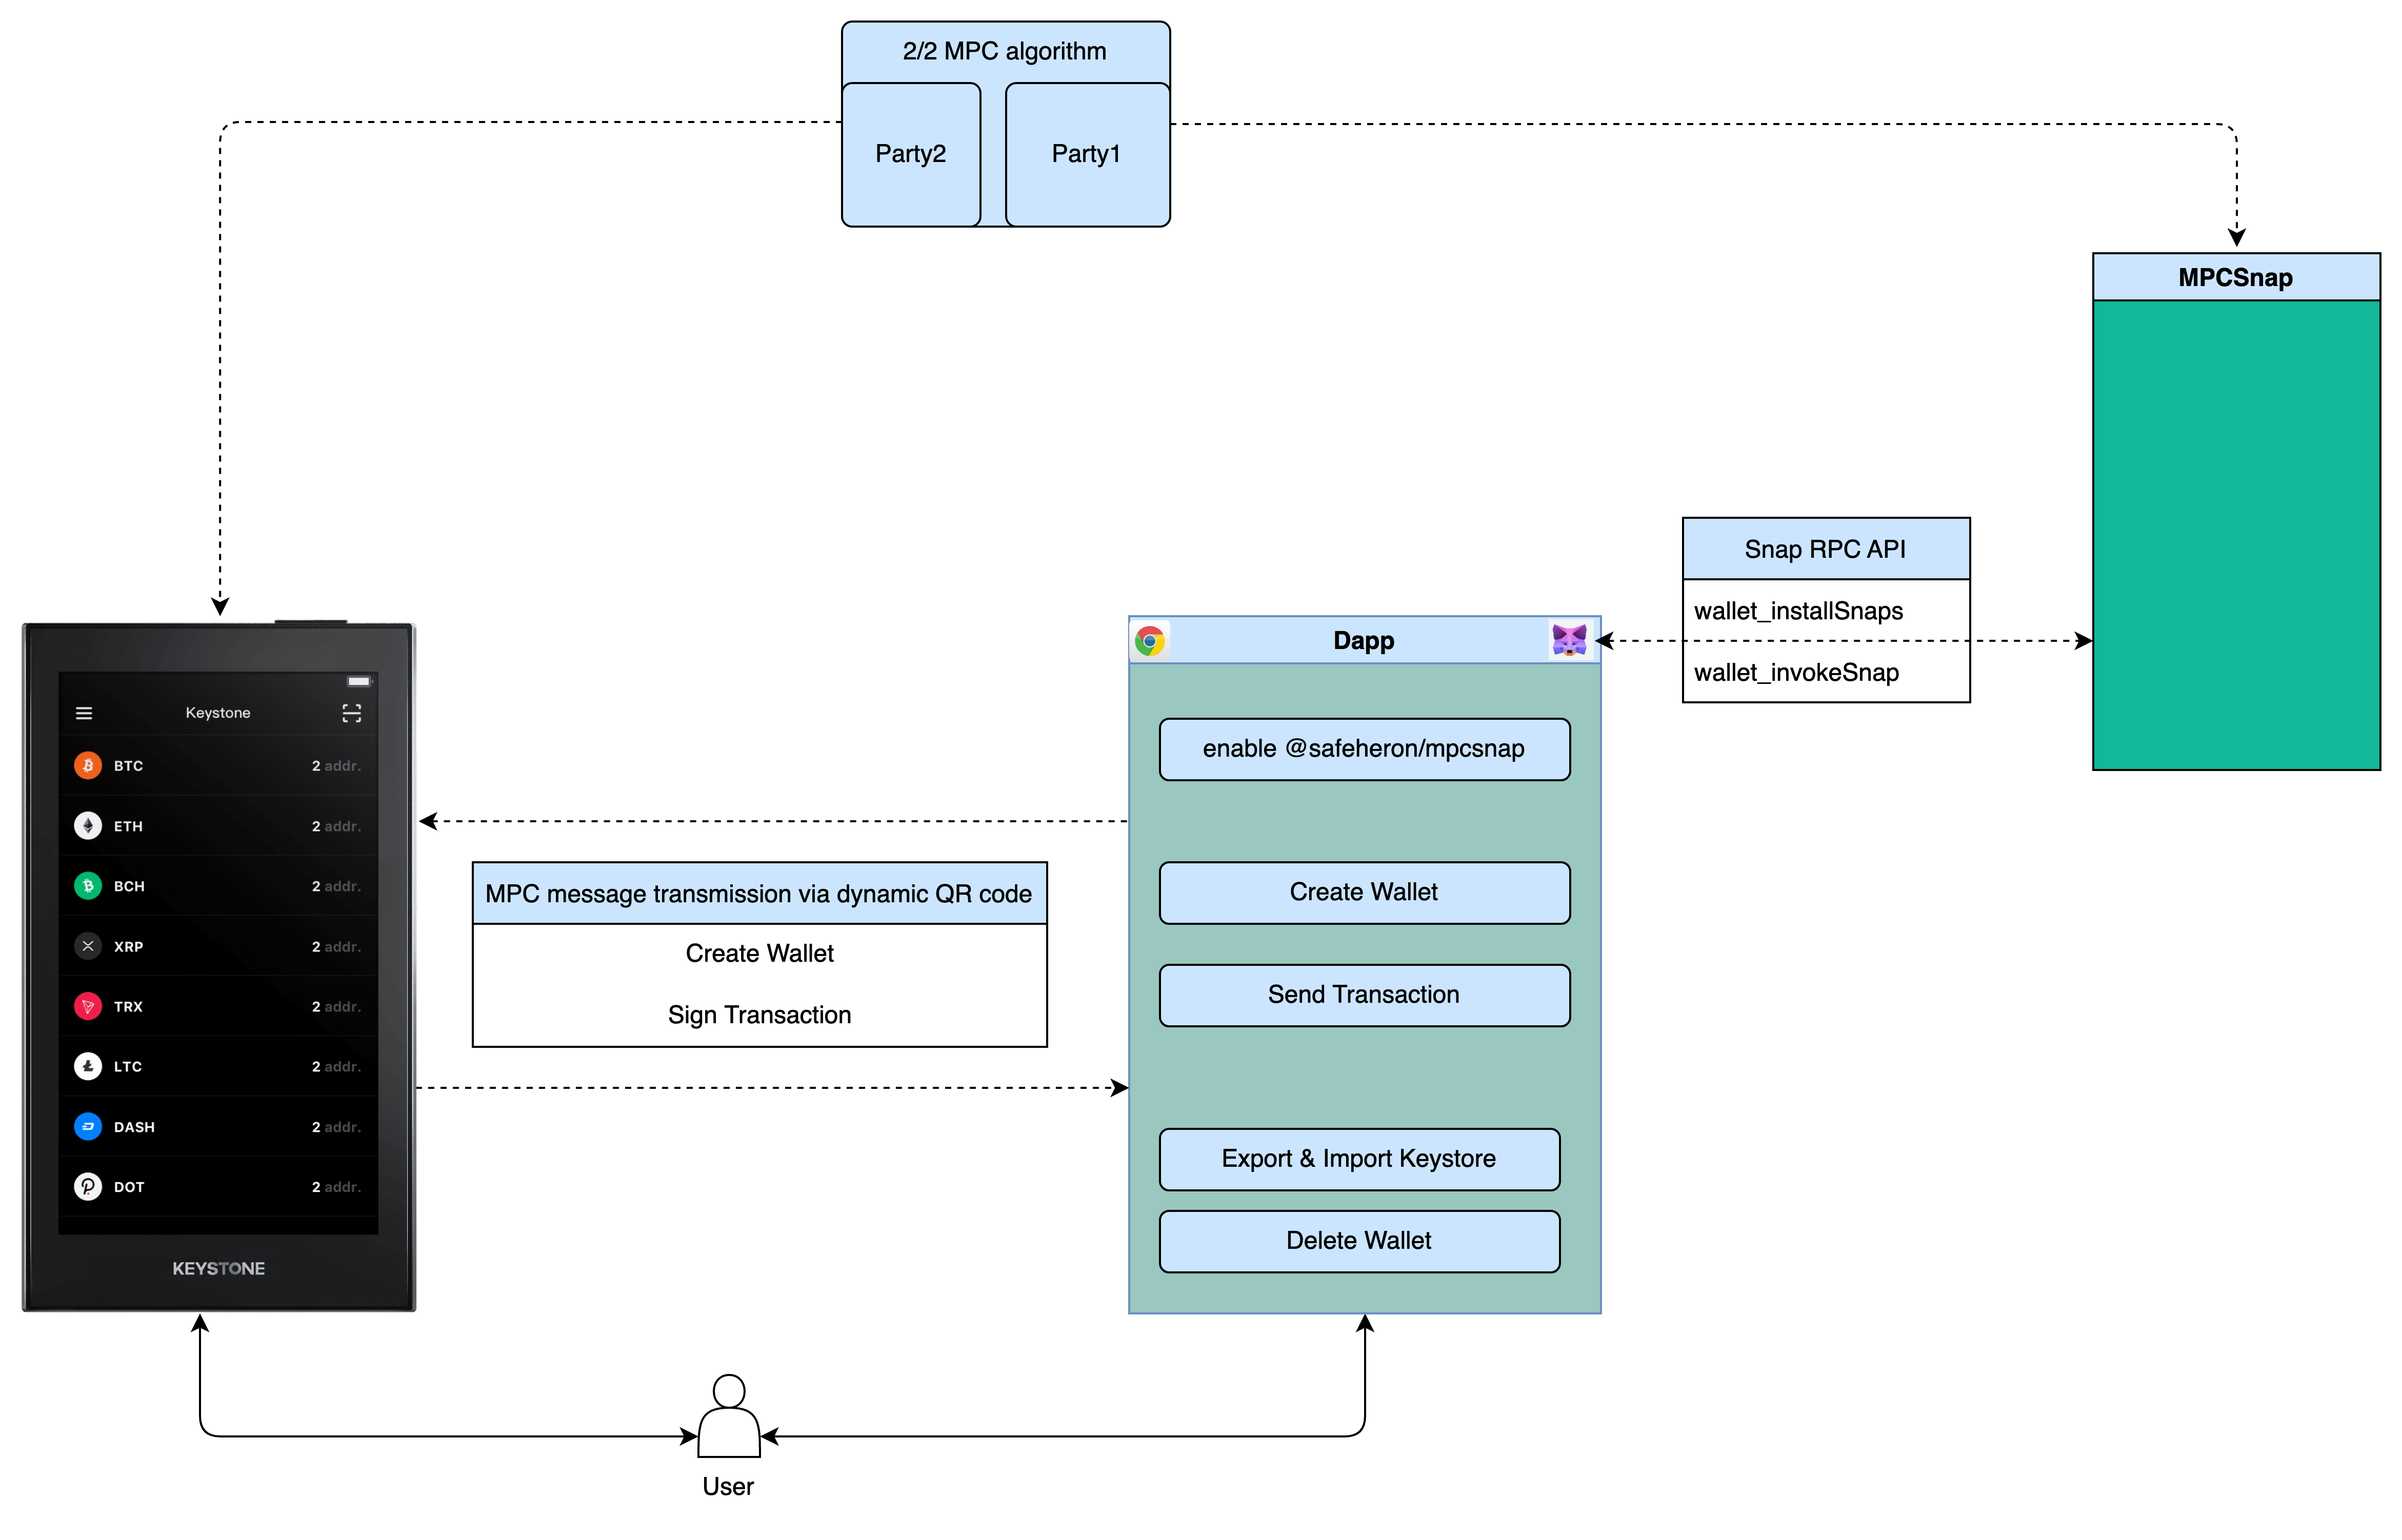 2/2 MPC algorithm
Party2
Party1
MPCSnap
Snap RPC API
wallet_installSnaps
wallet_invokeSnap
Dapp
enable @safeheron/mpcsnap
Create Wallet
Send Transaction
Export & Import Keystore
Delete Wallet
MPC message transmission via dynamic QR code
Create Wallet
Sign Transaction
Keystone
BTC 2 addr.
ETH 2 addr.
BCH 2 addr.
XRP 2 addr.
TRX 2 addr.
LTC 2 addr.
DASH 2 addr.
DOT 2 addr.
KEYSTONE
User